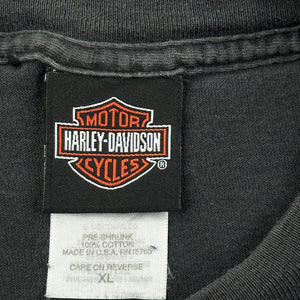 MOTOR
HARLEY-DAVIDSON
CYCLES
®
PRE-SHRUNK
100% COTTON
MADE IN U.S.A. RN 15763
CARE ON REVERSE
XL